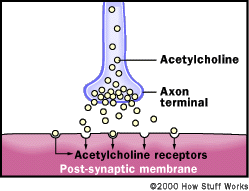 Acetylcholine
Axon
terminal
Acetylcholine receptors
Post-synaptic membrane
©2000 How Stuff Works